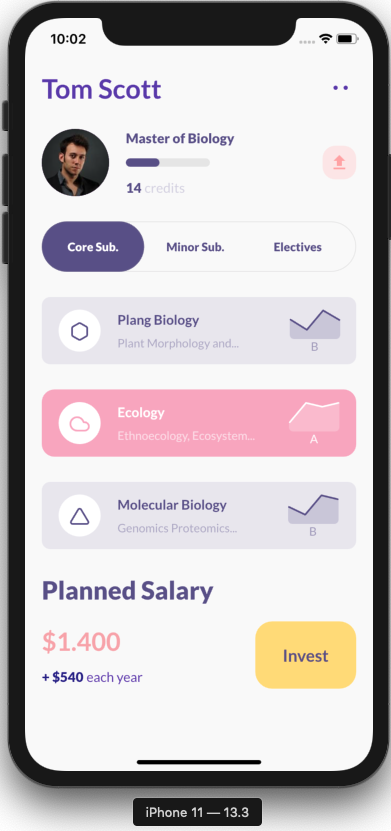 10:02
Tom Scott
Master of Biology
14 credits
Core Sub. Minor Sub. Electives
Plang Biology
Plant Morphology and...
B
Ecology
Ethnoecology, Ecosystem...
A
Molecular Biology
Genomics Proteomics...
B
Planned Salary
$1.400
+ $540 each year
Invest
iPhone 11 — 13.3